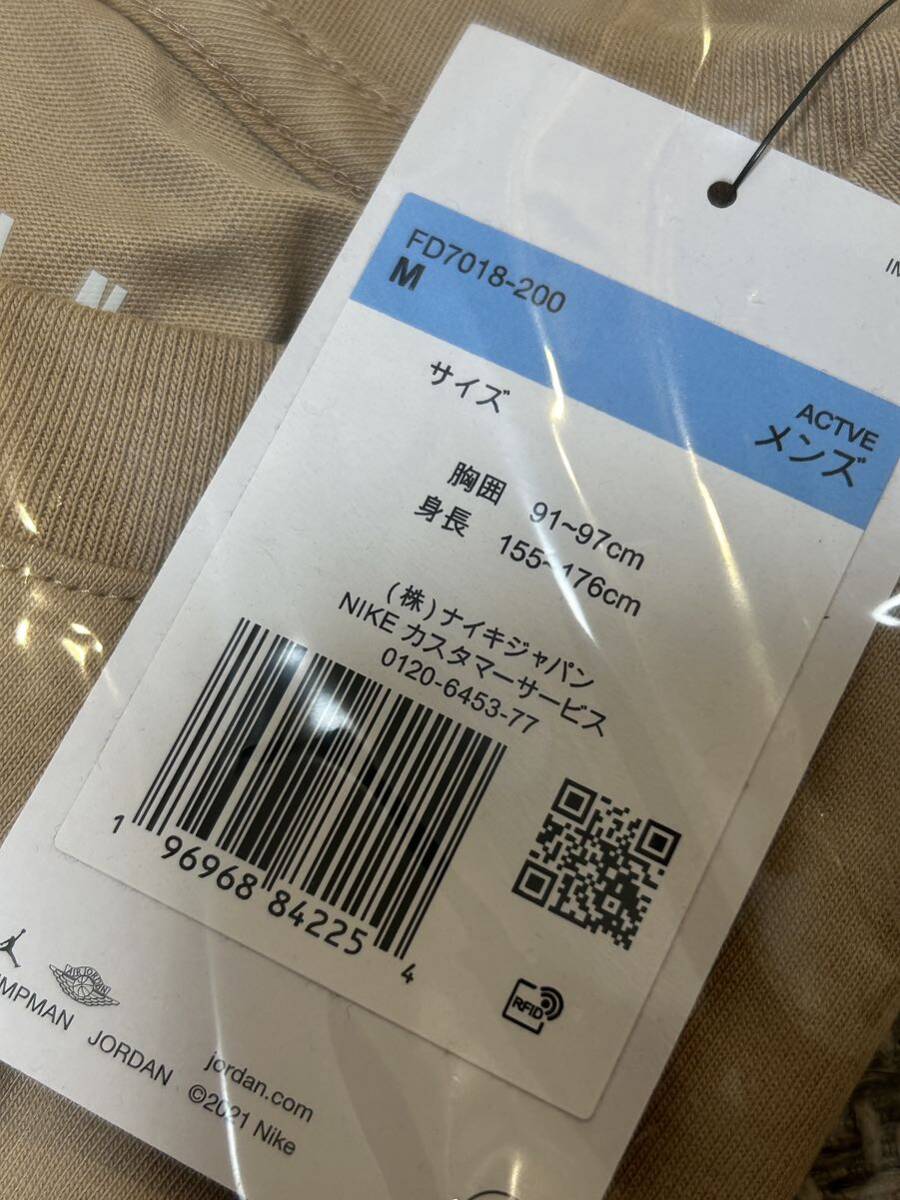 FD7018-200
M
ACTVE
メンズ
サイズ
胸囲 91~97cm
身長 155~176cm
(株)ナイキジャパン
NIKE カスタマーサービス
0120-6453-77
1 96968 84225 4
RFID
AIR JORDAN
JORDAN
jordan.com
©2021 Nike